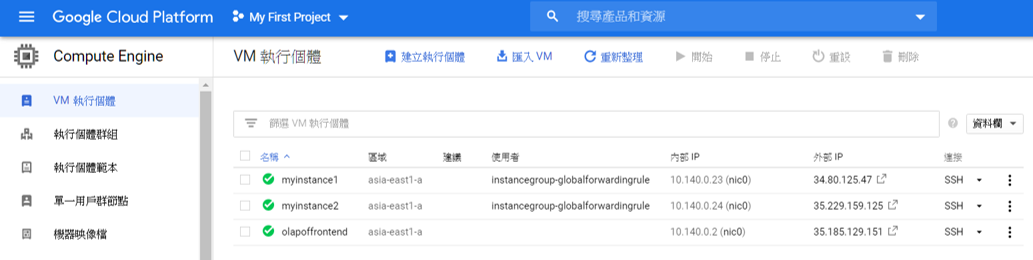 Google Cloud Platform My First Project 搜尋產品和資源
Compute Engine VM 執行個體 建立執行個體 匯入 VM 重新整理 開始 停止 重設 刪除
VM 執行個體
執行個體群組
執行個體範本
單一用戶群節點
機器映像檔
篩選 VM 執行個體 資料欄
名稱 區域 建議 使用者 內部 IP 外部 IP 連接
myinstance1 asia-east1-a instancegroup-globalforwardingrule 10.140.0.23 (nic0) 34.80.125.47 SSH
myinstance2 asia-east1-a instancegroup-globalforwardingrule 10.140.0.24 (nic0) 35.229.159.125 SSH
olapoffrontend asia-east1-a 10.140.0.2 (nic0) 35.185.129.151 SSH